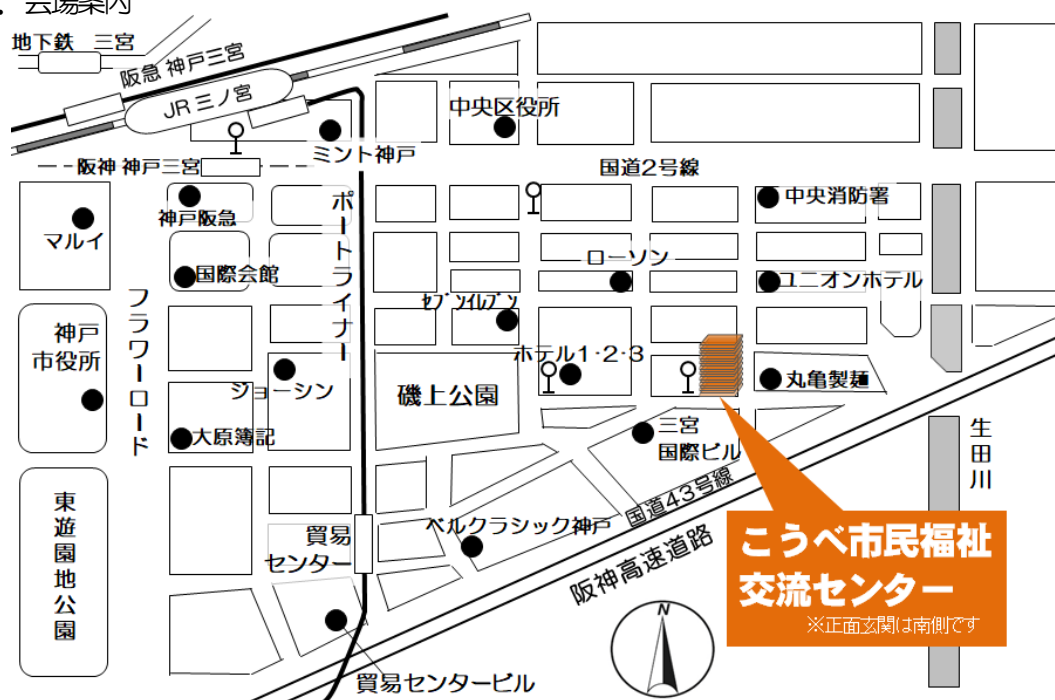 . 会場案内
地下鉄 三宮
阪急 神戸三宮
JR 三ノ宮
中央区役所
ミント神戸
阪神 神戸三宮
国道2号線
神戸阪急
マルイ
ポートライナー
中央消防署
国際会館
ローソン
ユニオンホテル
フラワーロード
セブンイレブン
神戸
市役所
ホテル1・2・3
ジョーシン
磯上公園
丸亀製麺
大原簿記
三宮
国際ビル
生田川
国道43号線
東遊園地公園
貿易
センター
ベルクラシック神戸
阪神高速道路
こうべ市民福祉
交流センター
※正面玄関は南側です
N
貿易センタービル